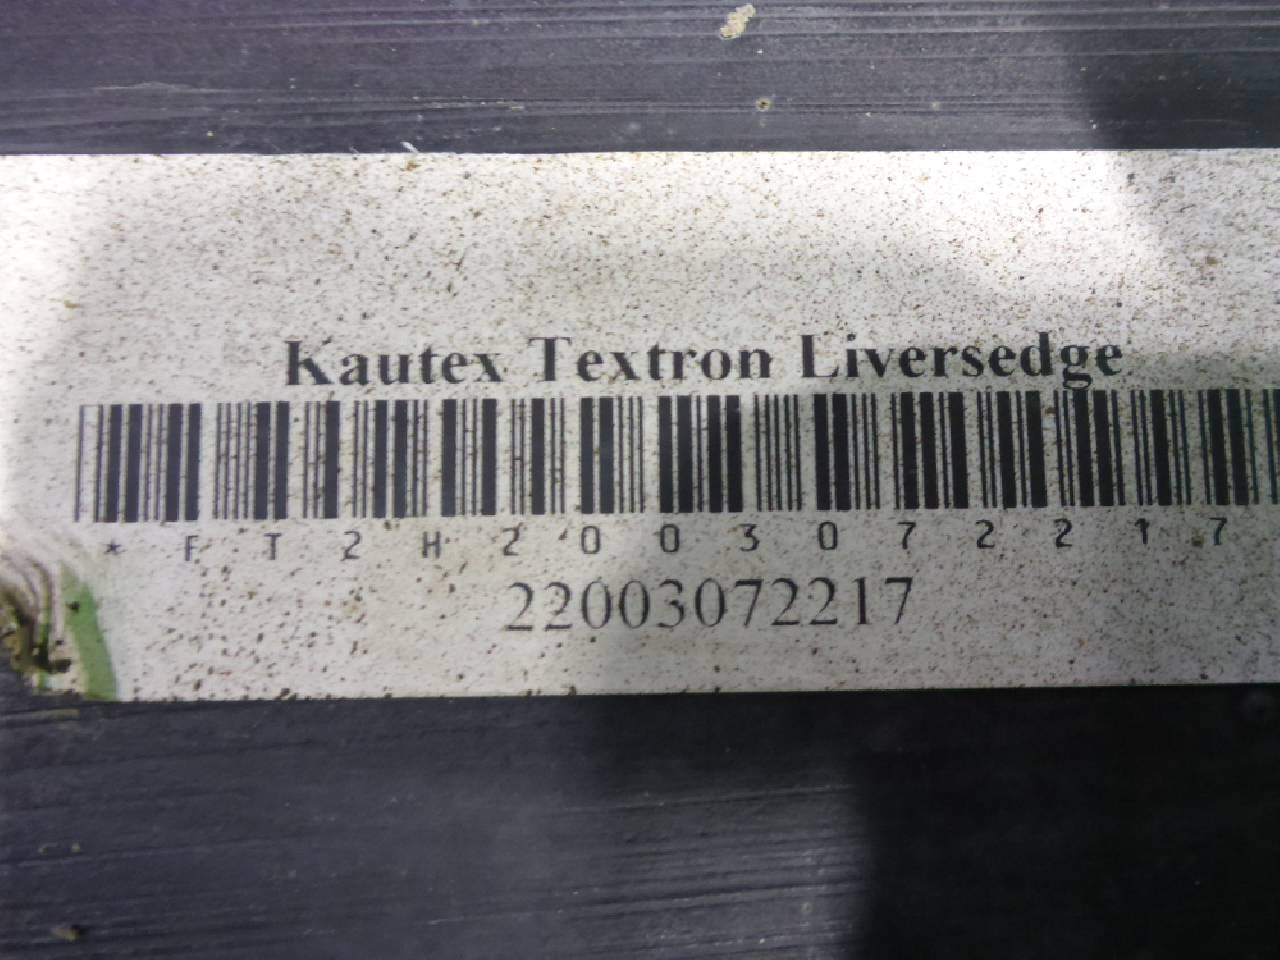 Kautex Textron Liversedge
*FT2H2003072217
22003072217